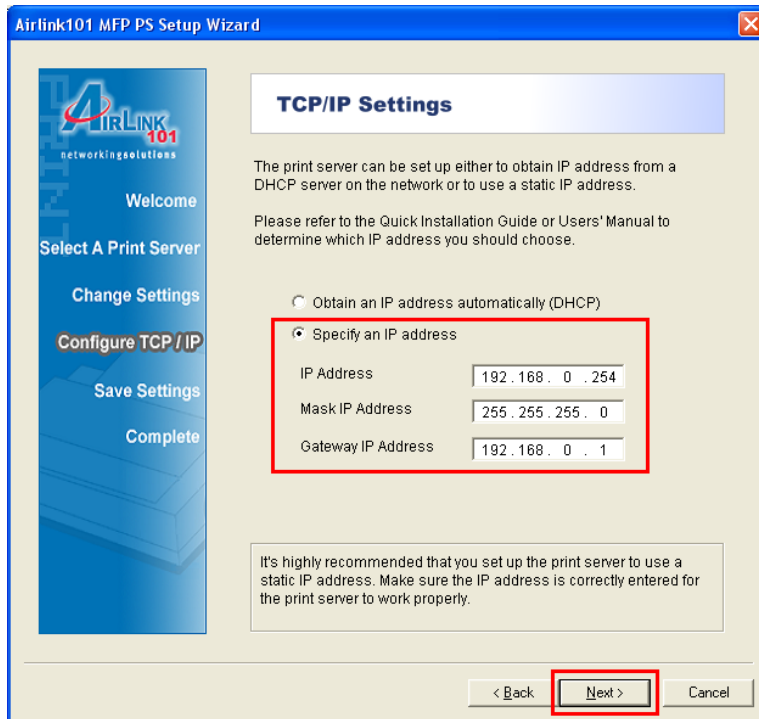 Airlink101 MFP PS Setup Wizard
AIRLINK
101
networkingsolutions
Welcome
Select A Print Server
Change Settings
Configure TCP / IP
Save Settings
Complete
TCP/IP Settings
The print server can be set up either to obtain IP address from a
DHCP server on the network or to use a static IP address.
Please refer to the Quick Installation Guide or Users' Manual to
determine which IP address you should choose.
Obtain an IP address automatically (DHCP)
Specify an IP address
IP Address 192.168. 0 .254
Mask IP Address 255.255.255. 0
Gateway IP Address 192.168. 0 . 1
It's highly recommended that you set up the print server to use a
static IP address. Make sure the IP address is correctly entered for
the print server to work properly.
< Back Next > Cancel